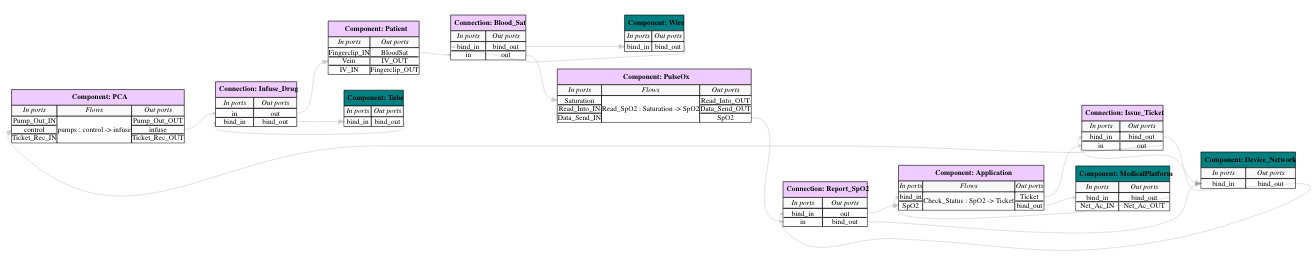 Component: PCA
In ports Flows Out ports
Pump_Out_IN pumps : control -> infuse Pump_Out_OUT
control infuse
Ticket_Rec_IN Ticket_Rec_OUT
Connection: Infuse_Drug
In ports Out ports
in out
bind_in bind_out
Component: Patient
In ports Out ports
Fingerclip_IN BloodSat
Vein IV_OUT
IV_IN Fingerclip_OUT
Component: Tube
In ports Out ports
bind_in bind_out
Connection: Blood_Sat
In ports Out ports
bind_in bind_out
in out
Component: Wire
In ports Out ports
bind_in bind_out
Component: PulseOx
In ports Flows Out ports
Saturation Read_SpO2 : Saturation -> SpO2 Read_Into_OUT
Read_Into_IN Data_Send_OUT
Data_Send_IN SpO2
Connection: Report_SpO2
In ports Out ports
bind_in out
in bind_out
Component: Application
In ports Flows Out ports
bind_in Check_Status : SpO2 -> Ticket Ticket
SpO2 bind_out
Connection: Issue_Ticket
In ports Out ports
bind_in bind_out
in out
Component: MedicalPlatform
In ports Out ports
bind_in bind_out
Net_Ac_IN Net_Ac_OUT
Component: Device_Network
In ports Out ports
bind_in bind_out